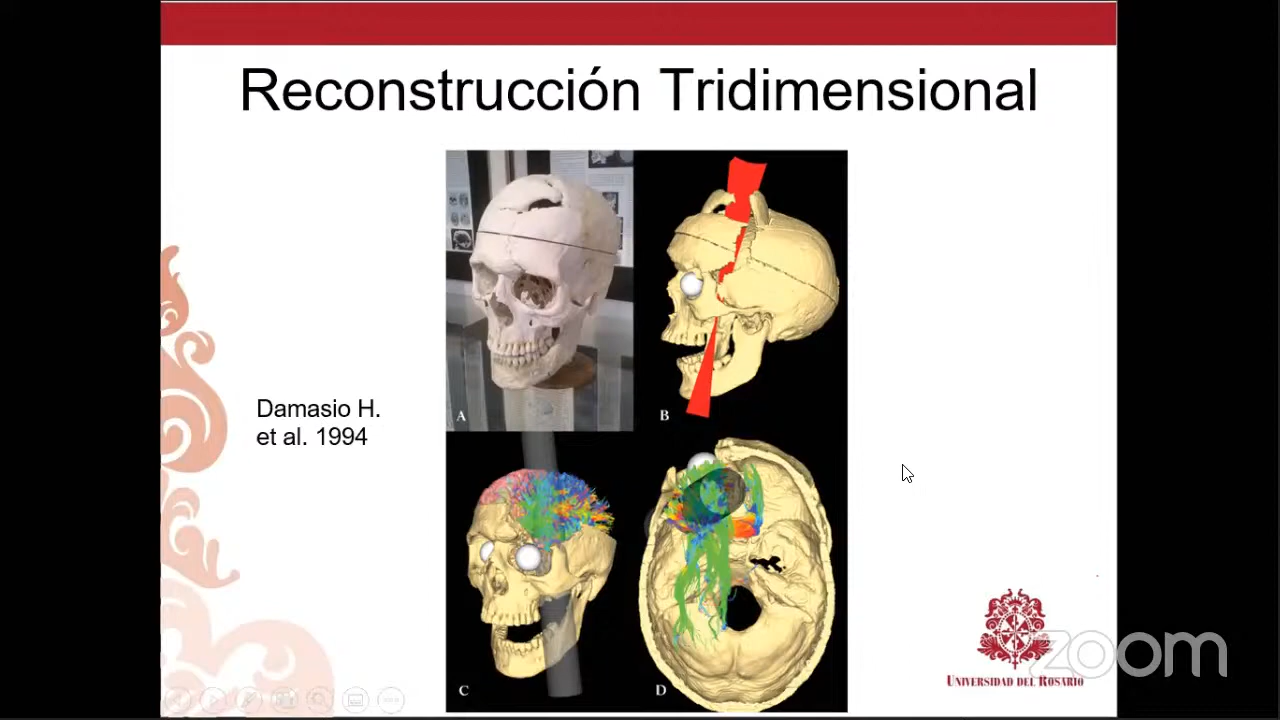 Reconstrucción Tridimensional
A
B
Damasio H.
et al. 1994
C
D
UNIVERSIDAD DEL ROSARIO
zoom